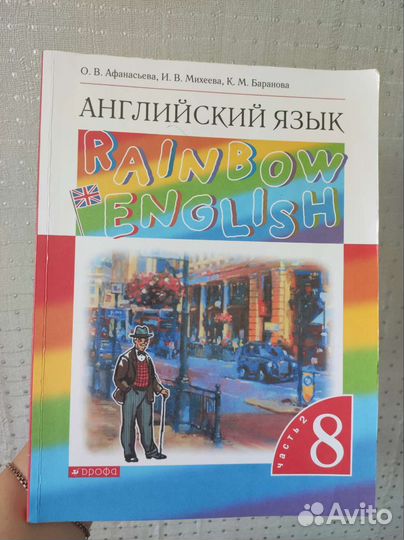 О. В. Афанасьева, И. В. Михеева, К. М. Баранова
АНГЛИЙСКИЙ ЯЗЫК
RAINBOW
ENGLISH
часть 2
8
дрофа
Avito